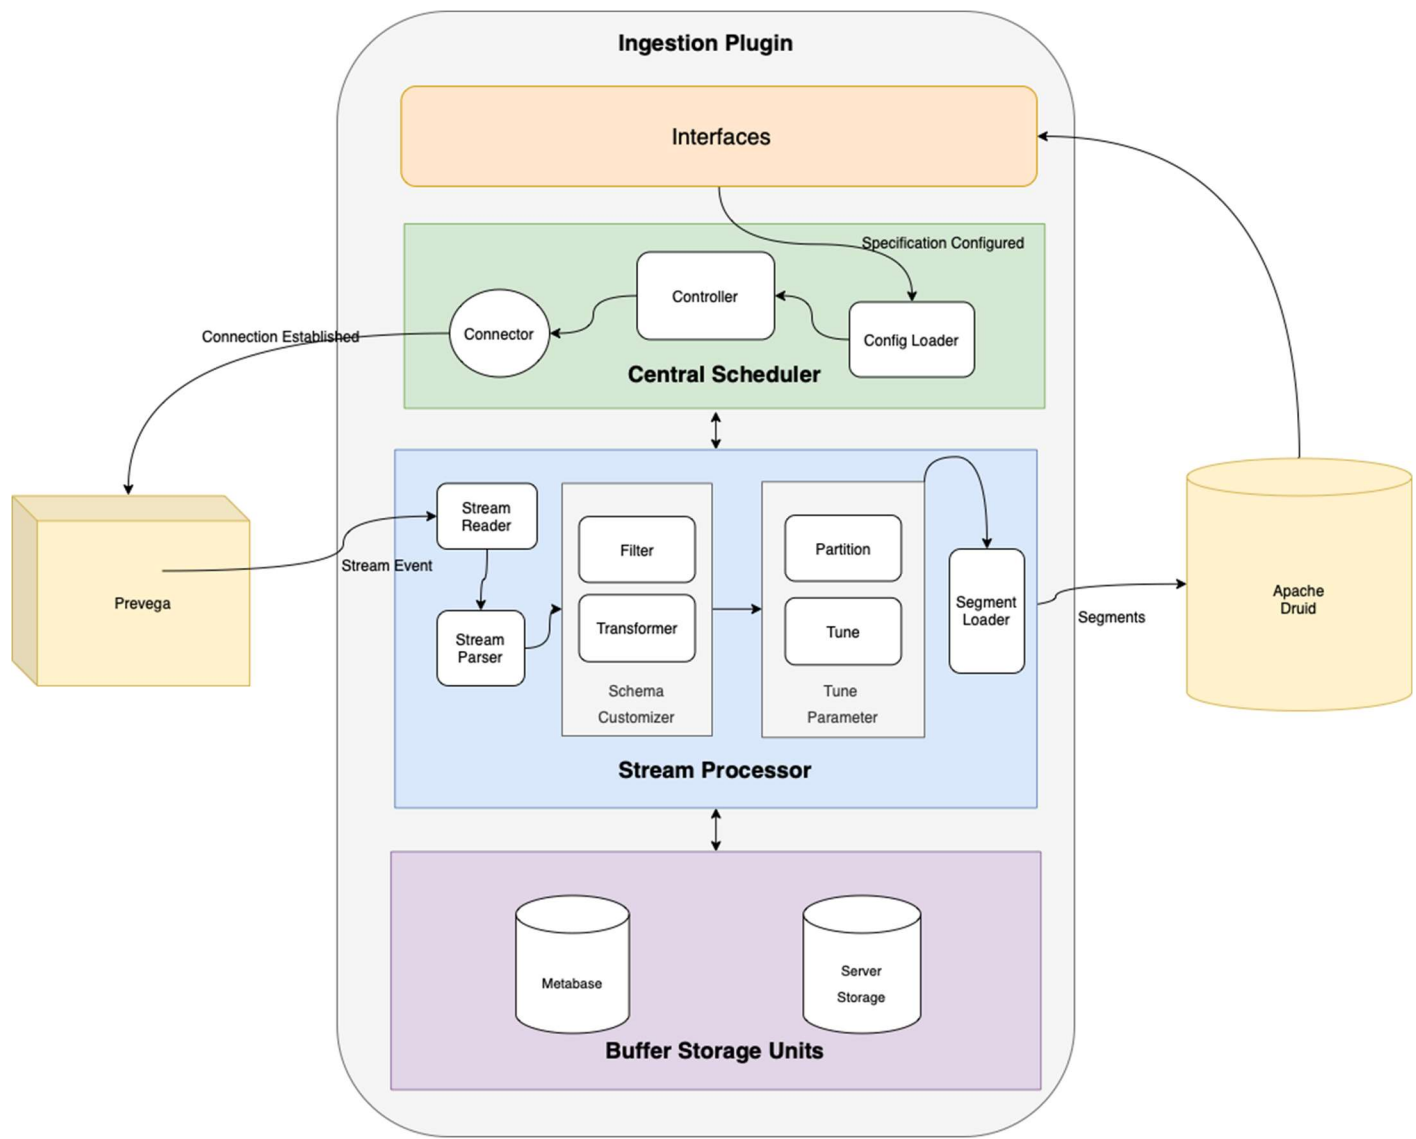 Ingestion Plugin
Interfaces
Specification Configured
Controller
Connector
Config Loader
Connection Established
Central Scheduler
Stream
Reader
Filter
Partition
Stream Event
Prevega
Segment
Loader
Apache
Druid
Segments
Transformer
Tune
Stream
Parser
Schema
Customizer
Tune
Parameter
Stream Processor
Metabase
Server
Storage
Buffer Storage Units